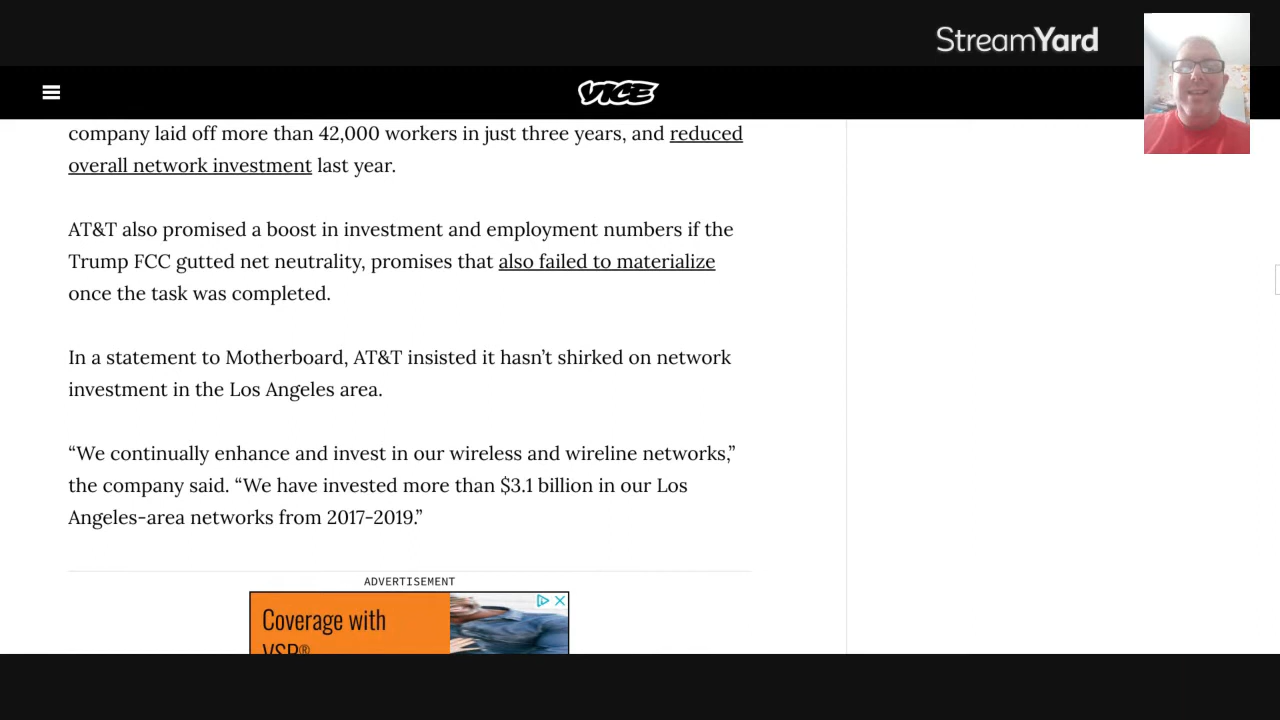 StreamYard
VICE
company laid off more than 42,000 workers in just three years, and reduced
overall network investment last year.
AT&T also promised a boost in investment and employment numbers if the
Trump FCC gutted net neutrality, promises that also failed to materialize
once the task was completed.
In a statement to Motherboard, AT&T insisted it hasn’t shirked on network
investment in the Los Angeles area.
“We continually enhance and invest in our wireless and wireline networks,”
the company said. “We have invested more than $3.1 billion in our Los
Angeles-area networks from 2017-2019.”
ADVERTISEMENT
Coverage with
VSP®